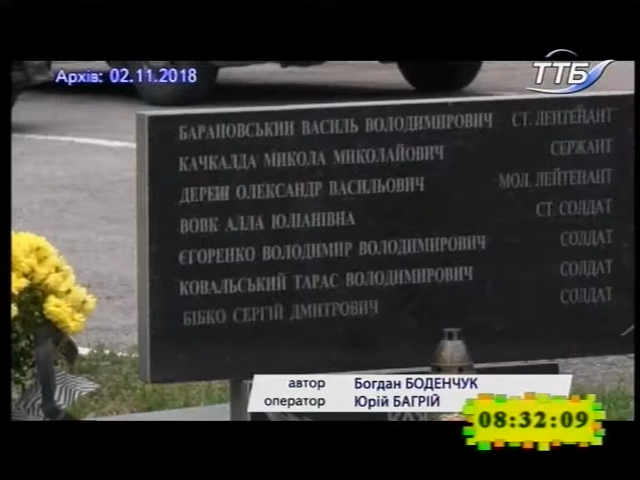 Архів: 02.11.2018
ТТБ
БАРАНОВСЬКИЙ ВАСИЛЬ ВОЛОДИМИРОВИЧ СТ. ЛЕЙТЕНАНТ
КАЧКАЛДА МИКОЛА МИКОЛАЙОВИЧ СЕРЖАНТ
ДЕРЕШ ОЛЕКСАНДР ВАСИЛЬОВИЧ МОЛ. ЛЕЙТЕНАНТ
ВОВК АЛЛА ЮЛІАНІВНА СТ. СОЛДАТ
ЄГОРЕНКО ВОЛОДИМИР ВОЛОДИМИРОВИЧ СОЛДАТ
КОВАЛЬСЬКИЙ ТАРАС ВОЛОДИМИРОВИЧ СОЛДАТ
БІБКО СЕРГІЙ ДМИТРОВИЧ СОЛДАТ
автор Богдан БОДЕНЧУК
оператор Юрій БАГРІЙ
08:32:09